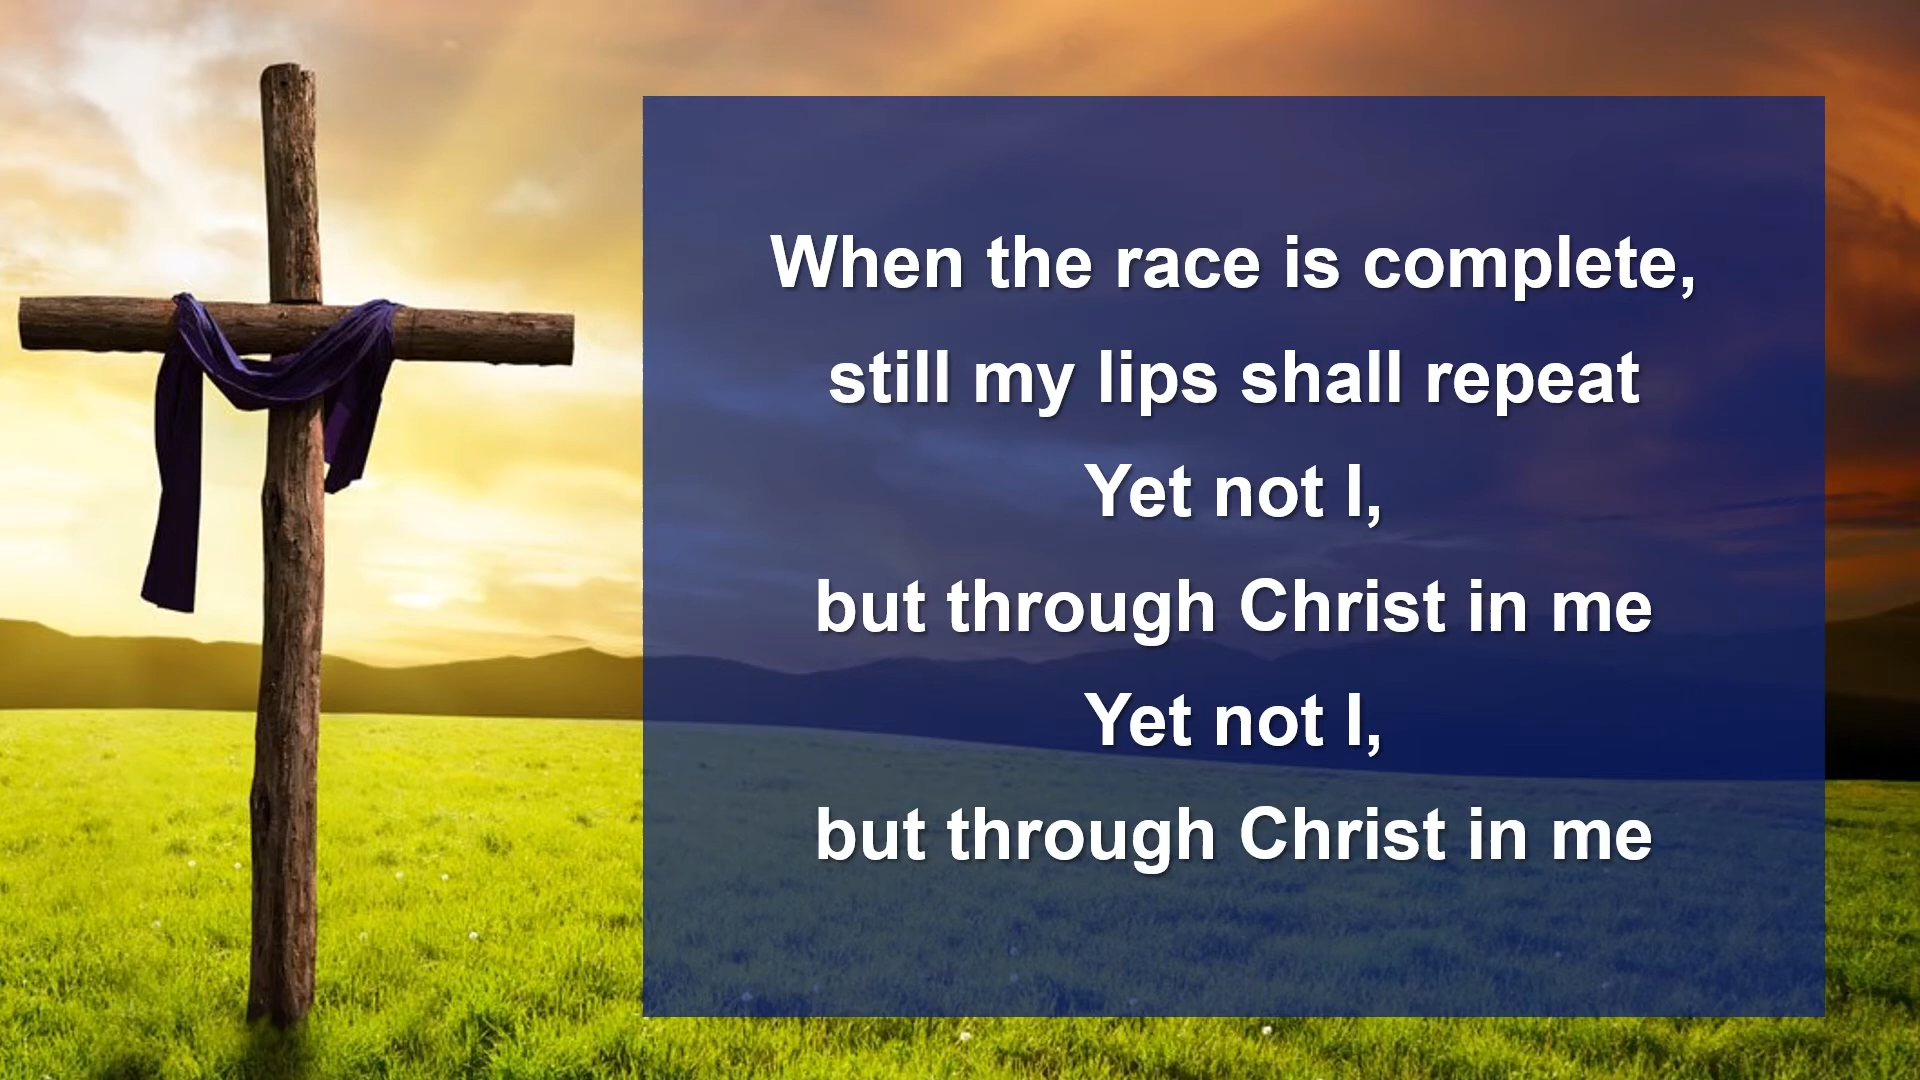 When the race is complete,
still my lips shall repeat
Yet not I,
but through Christ in me
Yet not I,
but through Christ in me